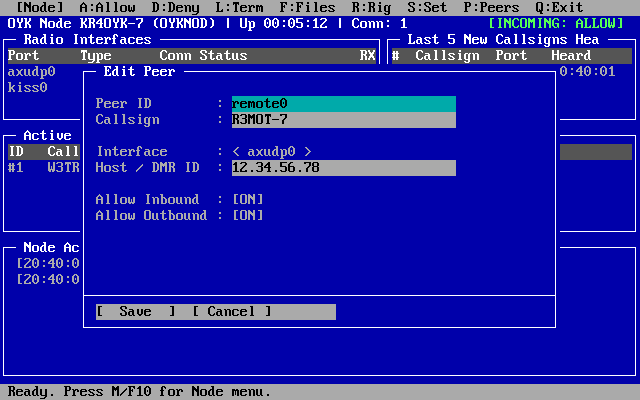 [Node] A:Allow D:Deny L:Term F:Files R:Rig S:Set P:Peers Q:Exit
OYK Node KR4OYK-7 (OYKNOD) | Up 00:05:12 | Conn: 1 [INCOMING: ALLOW]
Radio Interfaces
Last 5 New Callsigns Hea
Port Type Conn Status RX
# Callsign Port Heard
axudp0
0:40:01
kiss0
Edit Peer
Peer ID : remote0
Callsign : R3MOT-7
Interface : < axudp0 >
Host / DMR ID : 12.34.56.78
Allow Inbound : [ON]
Allow Outbound : [ON]
[ Save ] [ Cancel ]
Active
ID Call
#1 W3TR
Node Ac
[20:40:0
[20:40:0
Ready. Press M/F10 for Node menu.